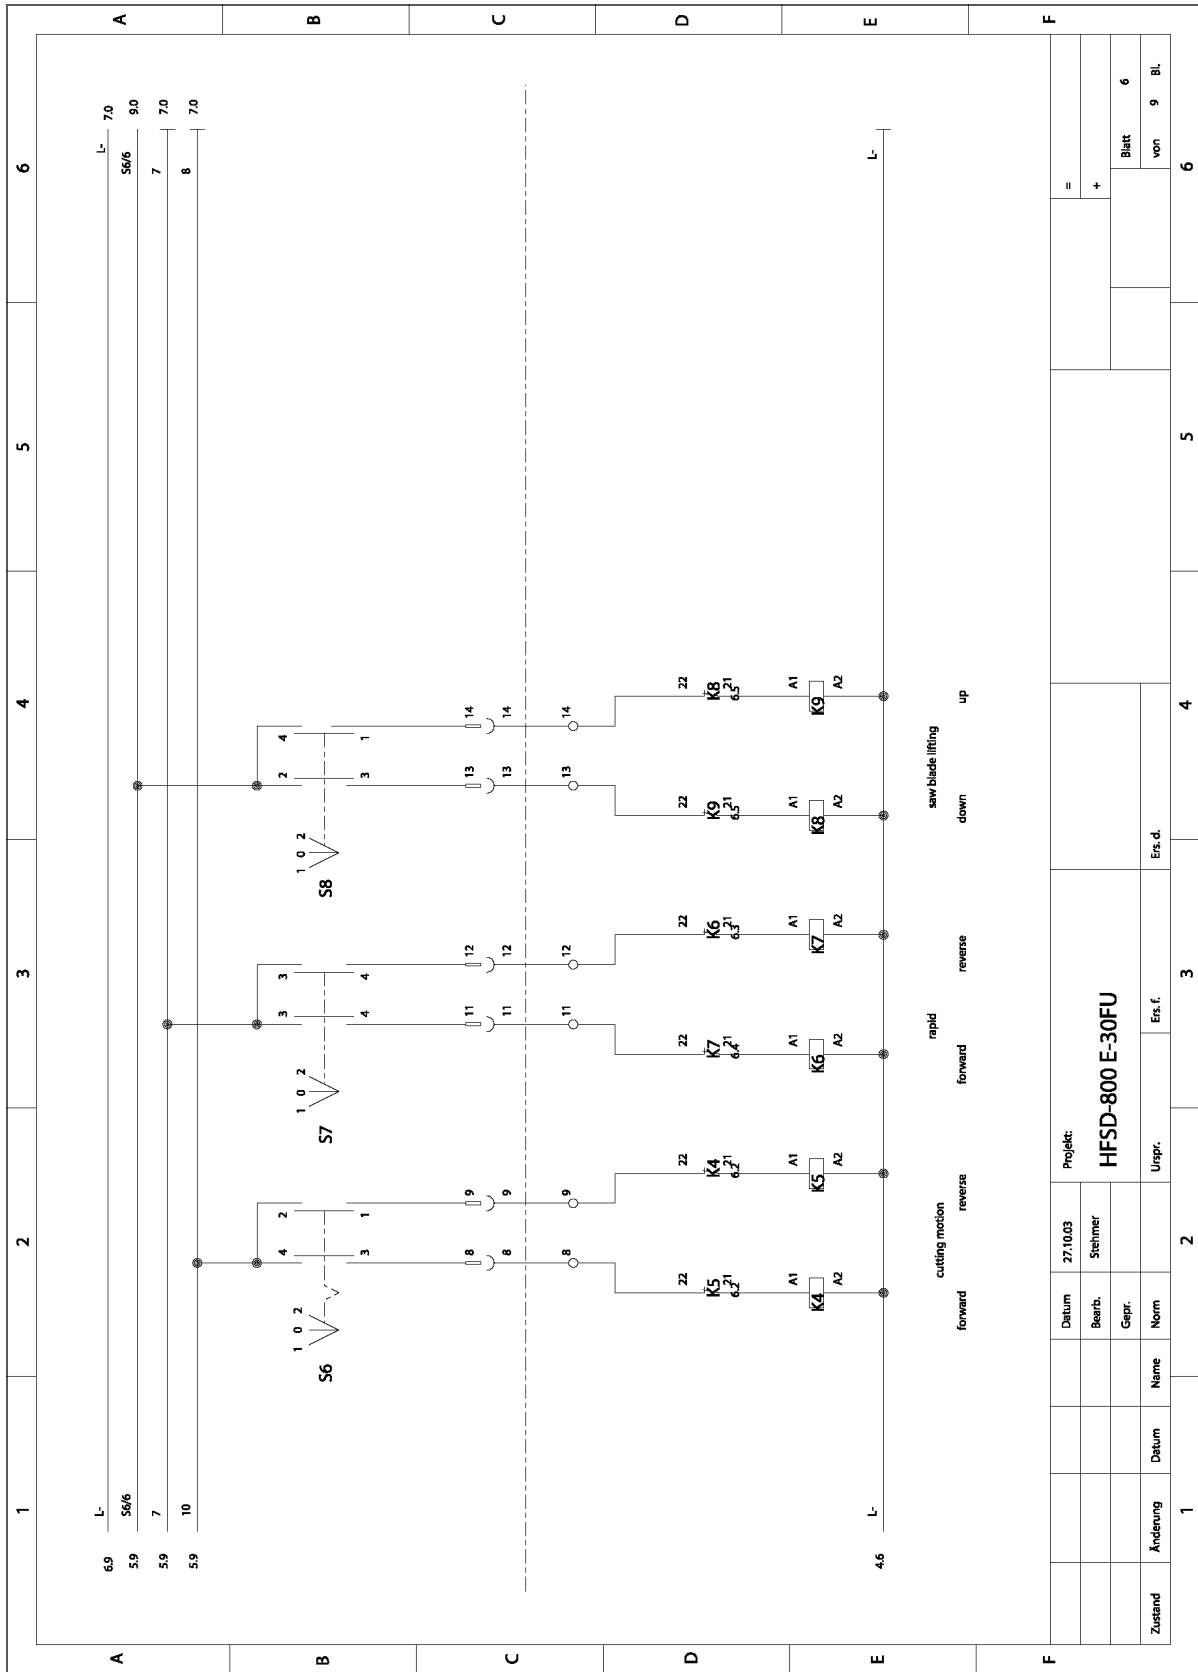 1 2 3 4 5 6
A B C D E F
6.9 L- L- 7.0
5.9 S6/6 S6/6 9.0
5.9 7 7 7.0
5.9 10 8 7.0
1 0 2 1 0 2 1 0 2
S6 S7 S8
4 2 3 3 2 4
3 1 4 4 3 1
8 9 11 12 13 14
8 9 11 12 13 14
8 9 11 12 13 14
22 22 22 22 22 22
K5 K4 K7 K6 K9 K8
21 21 21 21 21 21
6.2 6.2 6.4 6.3 6.5 6.5
A1 A1 A1 A1 A1 A1
K4 K5 K6 K7 K8 K9
A2 A2 A2 A2 A2 A2
4.6 L- L-
cutting motion rapid saw blade lifting
forward reverse forward reverse down up
Datum 27.10.03 Projekt: =
Bearb. Stehmer HFSD-800 E-30FU +
Gepr. Blatt 6
Zustand Änderung Datum Name Norm Urspr. Ers. f. Ers. d. von 9 Bl.
1 2 3 4 5 6
A B C D E F